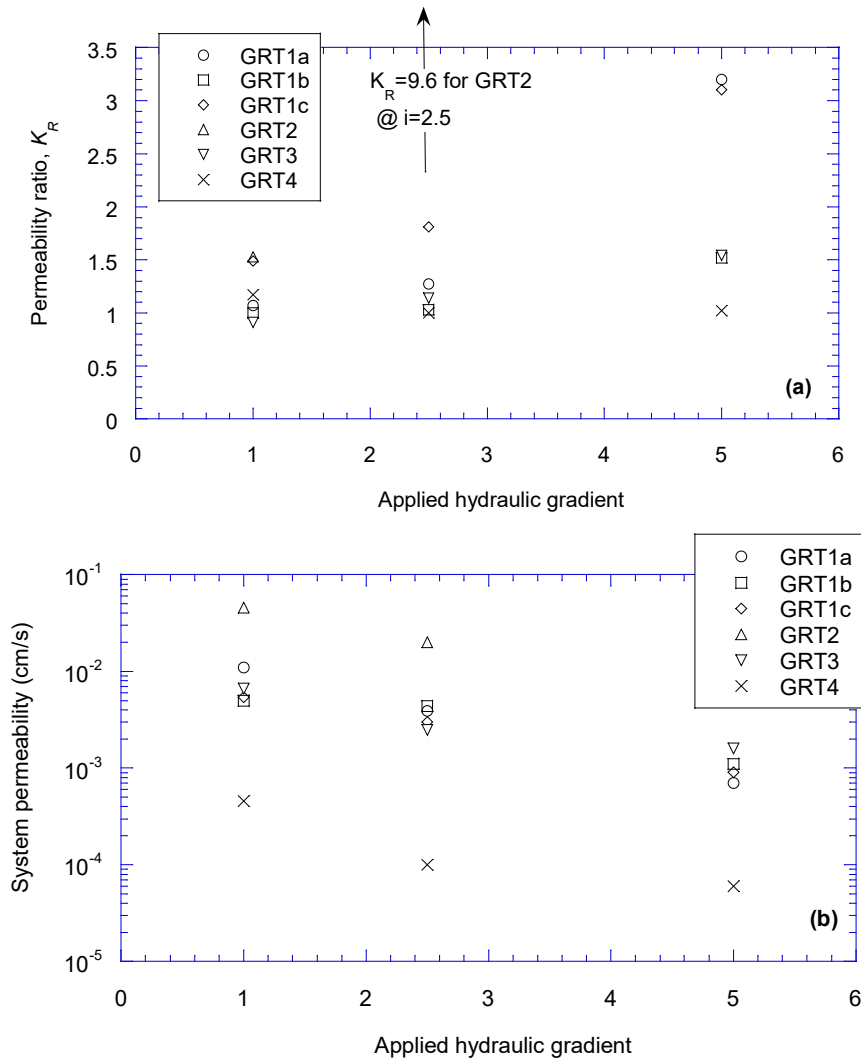 3.5
3
2.5
2
1.5
1
0.5
0
Permeability ratio, K_R
GRT1a
GRT1b
GRT1c
GRT2
GRT3
GRT4
K_R=9.6 for GRT2
@ i=2.5
(a)
0 1 2 3 4 5 6
Applied hydraulic gradient
GRT1a
GRT1b
GRT1c
GRT2
GRT3
GRT4
10^-1
10^-2
10^-3
10^-4
10^-5
System permeability (cm/s)
(b)
0 1 2 3 4 5 6
Applied hydraulic gradient